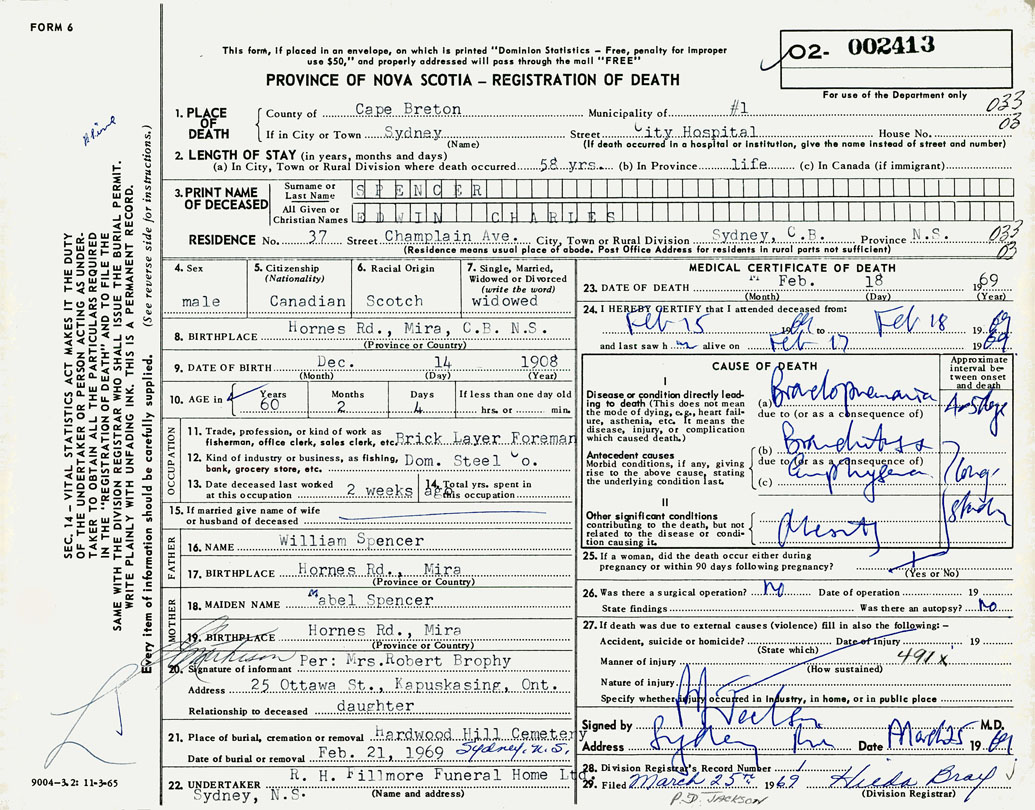 FORM 6
This form, if placed in an envelope, on which is printed "Dominion Statistics – Free, penalty for improper
use $50," and properly addressed will pass through the mail "FREE"
PROVINCE OF NOVA SCOTIA – REGISTRATION OF DEATH
02- 002413
For use of the Department only
033
03
SEC. 14 – VITAL STATISTICS ACT MAKES IT THE DUTY
OF THE UNDERTAKER OR PERSON ACTING AS UNDER-
TAKER TO OBTAIN ALL THE PARTICULARS REQUIRED
IN THE "REGISTRATION OF DEATH" AND TO FILE THE
SAME WITH THE DIVISION REGISTRAR WHO SHALL ISSUE THE BURIAL PERMIT.
WRITE PLAINLY WITH UNFADING INK. THIS IS A PERMANENT RECORD.
Every item of information should be carefully supplied. (See reverse side for instructions.)
1. PLACE OF DEATH
County of Cape Breton Municipality of #1
If in City or Town Sydney Street City Hospital House No.
(Name) (If death occurred in a hospital or institution, give the name instead of street and number)
2. LENGTH OF STAY (in years, months and days)
(a) In City, Town or Rural Division where death occurred 58 yrs. (b) In Province life (c) In Canada (if immigrant)
3. PRINT NAME OF DECEASED
Surname or Last Name SPENCER
All Given or Christian Names EDWIN CHARLES
RESIDENCE No. 37 Street Champlain Ave. City, Town or Rural Division Sydney, C.B. Province N.S.
(Residence means usual place of abode. Post Office Address for residents in rural parts not sufficient)
033
03
4. Sex
male
5. Citizenship (Nationality)
Canadian
6. Racial Origin
Scotch
7. Single, Married, Widowed or Divorced (write the word)
widowed
8. BIRTHPLACE Hornes Rd., Mira, C.B. N.S.
(Province or Country)
9. DATE OF BIRTH Dec. 14 1908
(Month) (Day) (Year)
10. AGE in Years 60 Months 2 Days 4 If less than one day old hrs. or min.
OCCUPATION
11. Trade, profession, or kind of work as
fisherman, office clerk, sales clerk, etc. Brick Layer Foreman
12. Kind of industry or business, as fishing,
bank, grocery store, etc. Dom. Steel Co.
13. Date deceased last worked
at this occupation 2 weeks ago
14. Total yrs. spent in
this occupation
15. If married give name of wife
or husband of deceased
FATHER
16. NAME William Spencer
17. BIRTHPLACE Hornes Rd., Mira
(Province or Country)
MOTHER
18. MAIDEN NAME Mabel Spencer
19. BIRTHPLACE Hornes Rd., Mira
(Province or Country)
20. Signature of informant Per: Mrs.Robert Brophy
Address 25 Ottawa St., Kapuskasing, Ont.
Relationship to deceased daughter
21. Place of burial, cremation or removal Hardwood Hill Cemetery
Date of burial or removal Feb. 21, 1969 Sydney, N.S.
22. UNDERTAKER R. H. Fillmore Funeral Home Ltd.
Sydney, N.S. (Name and address)
9004-3.2: 11-3-65
MEDICAL CERTIFICATE OF DEATH
23. DATE OF DEATH Feb. 18 1969
(Month) (Day) (Year)
24. I HEREBY CERTIFY that I attended deceased from:
Feb 15 1969 to Feb 18 1969
and last saw h im alive on Feb 17 1969
CAUSE OF DEATH
Approximate interval between onset and death
I
Disease or condition directly leading to death (This does not mean the mode of dying, e.g., heart failure, asthenia, etc. It means the disease, injury, or complication which caused death.)
(a) Bronchopneumonia
due to (or as a consequence of)
Antecedent causes
Morbid conditions, if any, giving rise to the above cause, stating the underlying condition last.
(b) Bronchitis &
due to (or as a consequence of)
Emphysema
(c)
long
II
Other significant conditions
contributing to the death, but not related to the disease or condition causing it.
Obesity
25. If a woman, did the death occur either during
pregnancy or within 90 days following pregnancy?
(Yes or No)
26. Was there a surgical operation? No Date of operation 19
State findings Was there an autopsy? No
27. If death was due to external causes (violence) fill in also the following: –
Accident, suicide or homicide? Date of injury 19
(State which)
Manner of injury 491x
(How sustained)
Nature of injury
Specify whether injury occurred in industry, in home, or in public place
Signed by M.D.
Address Sydney Date March 25 1969
28. Division Registrar's Record Number
29. Filed March 25th 1969 Hilda Bray
(Division Registrar)
P.D. JACKSON